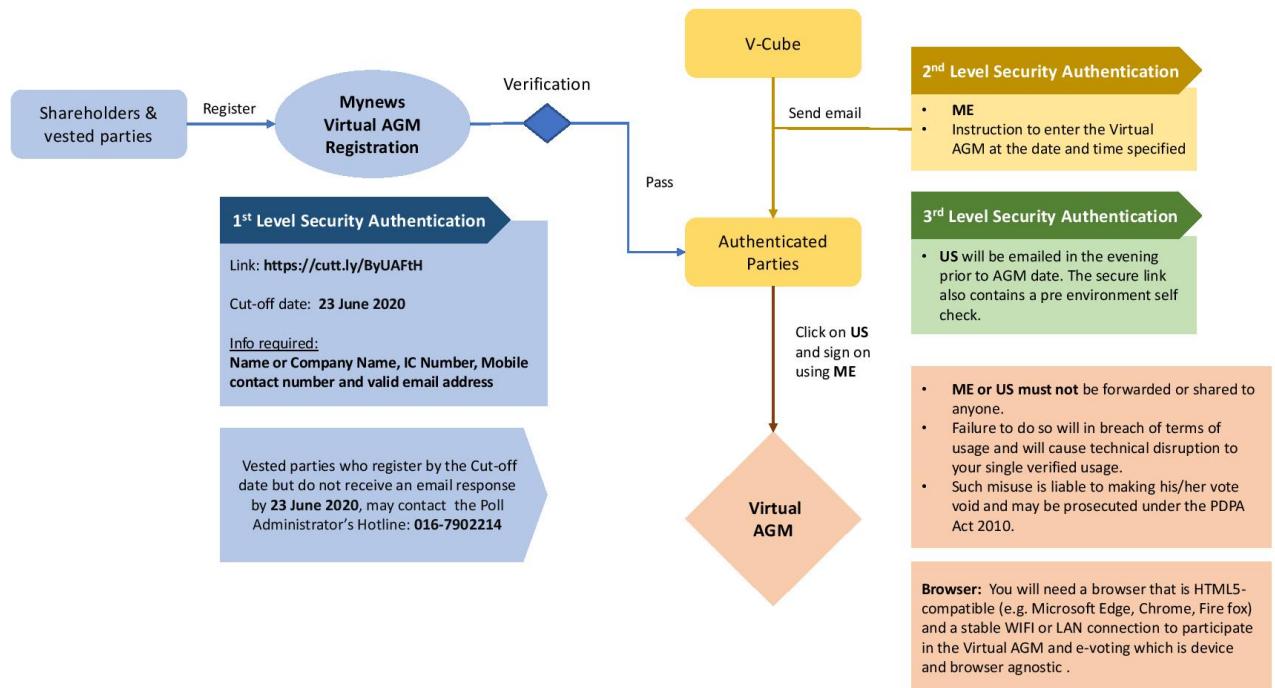 Shareholders &
vested parties
Register
Mynews
Virtual AGM
Registration
Verification
Pass
V-Cube
Send email
Authenticated
Parties
Click on US
and sign on
using ME
Virtual
AGM
1st Level Security Authentication
Link: https://cutt.ly/ByUAFtH
Cut-off date:  23 June 2020
Info required:
Name or Company Name, IC Number, Mobile
contact number and valid email address
Vested parties who register by the Cut-off
date but do not receive an email response
by 23 June 2020, may contact  the Poll
Administrator’s Hotline: 016-7902214
2nd Level Security Authentication
• ME
• Instruction to enter the Virtual
AGM at the date and time specified
3rd Level Security Authentication
• US will be emailed in the evening
prior to AGM date. The secure link
also contains a pre environment self
check.
• ME or US must not be forwarded or shared to
anyone.
• Failure to do so will in breach of terms of
usage and will cause technical disruption to
your single verified usage.
• Such misuse is liable to making his/her vote
void and may be prosecuted under the PDPA
Act 2010.
Browser:  You will need a browser that is HTML5-
compatible (e.g. Microsoft Edge, Chrome, Fire fox)
and a stable WIFI or LAN connection to participate
in the Virtual AGM and e-voting which is device
and browser agnostic .